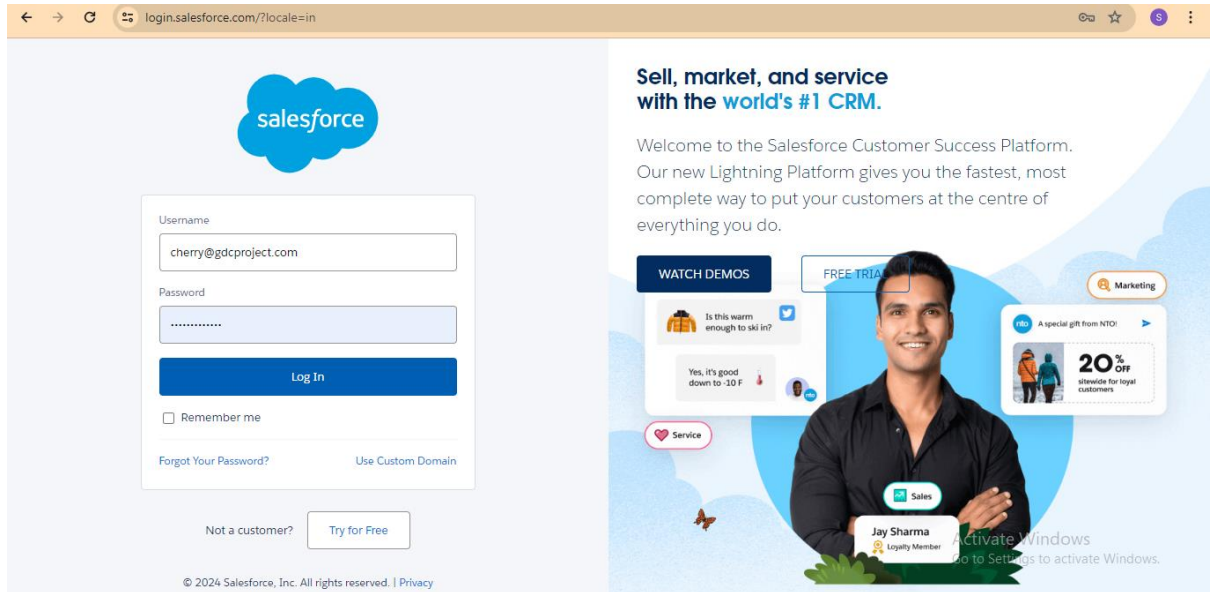 login.salesforce.com/?locale=in
S
salesforce
Username
cherry@gdcproject.com
Password
.............
Log In
Remember me
Forgot Your Password? Use Custom Domain
Not a customer? Try for Free
© 2024 Salesforce, Inc. All rights reserved. | Privacy
Sell, market, and service
with the world's #1 CRM.
Welcome to the Salesforce Customer Success Platform.
Our new Lightning Platform gives you the fastest, most
complete way to put your customers at the centre of
everything you do.
WATCH DEMOS FREE TRIA
Is this warm
enough to ski in?
Yes, it's good
down to -10 F
nto
Service
Marketing
nto A special gift from NTO!
20% OFF
sitewide for loyal
customers
Sales
Jay Sharma
Loyalty Member
Activate Windows
Go to Settings to activate Windows.